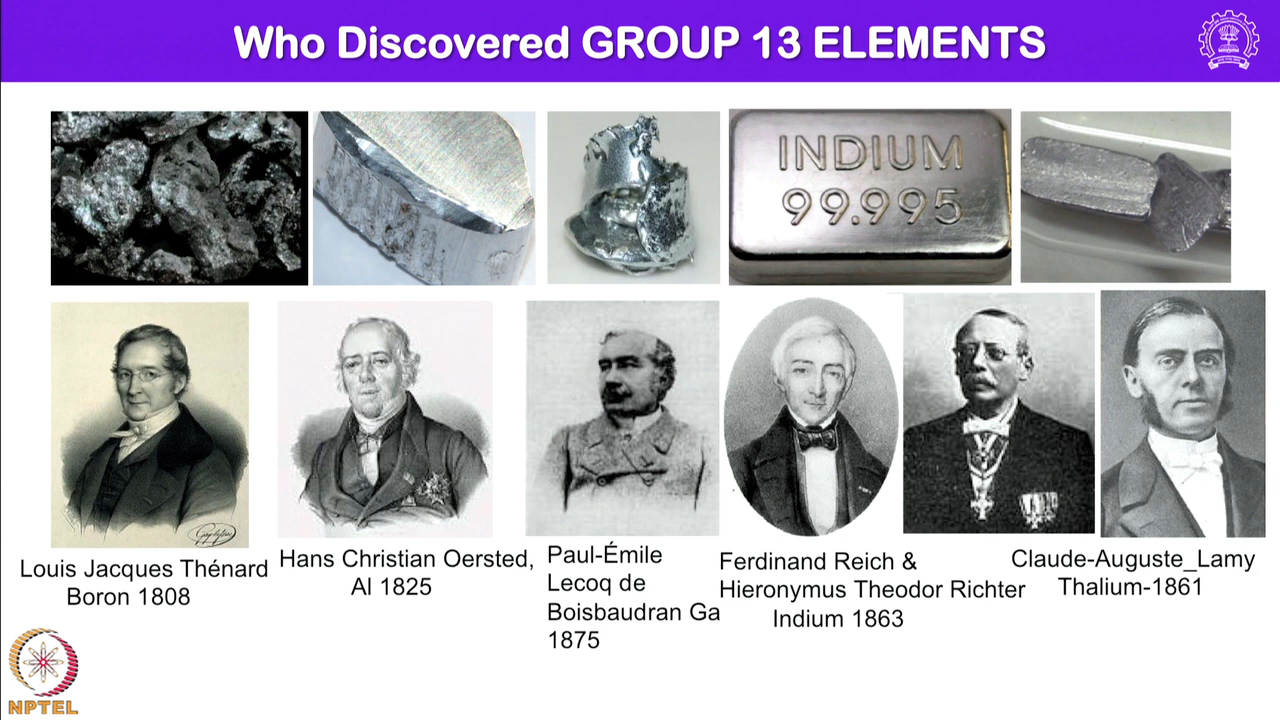 Who Discovered GROUP 13 ELEMENTS
INDIUM
99.995
Louis Jacques Thénard
Boron 1808
Hans Christian Oersted,
Al 1825
Paul-Émile
Lecoq de
Boisbaudran Ga
1875
Ferdinand Reich &
Hieronymus Theodor Richter
Indium 1863
Claude-Auguste_Lamy
Thalium-1861
NPTEL